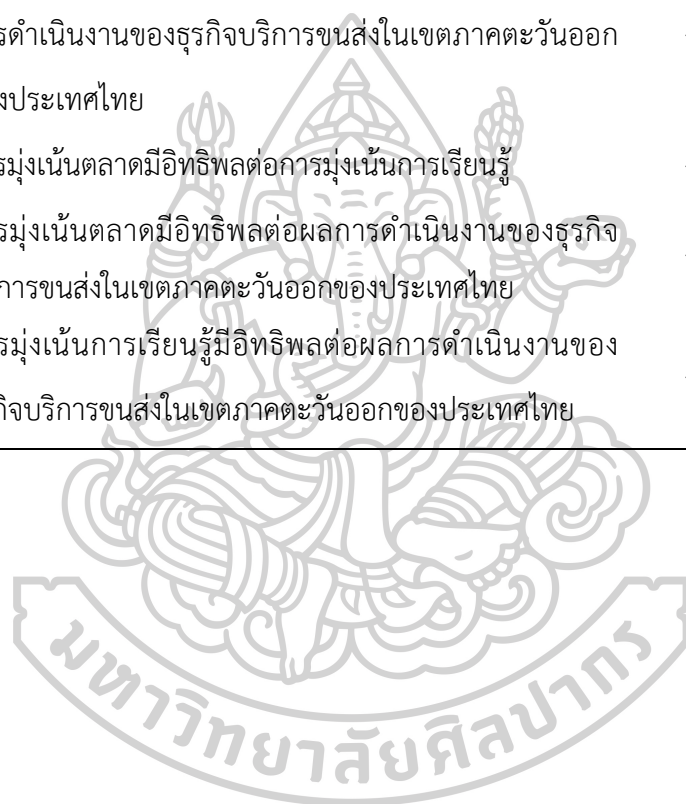 รดำเนินงานของธุรกิจบริการขนส่งในเขตภาคตะวันออก
งประเทศไทย
รมุ่งเน้นตลาดมีอิทธิพลต่อการมุ่งเน้นการเรียนรู้
รมุ่งเน้นตลาดมีอิทธิพลต่อผลการดำเนินงานของธุรกิจ
การขนส่งในเขตภาคตะวันออกของประเทศไทย
รมุ่งเน้นการเรียนรู้มีอิทธิพลต่อผลการดำเนินงานของ
กิจบริการขนส่งในเขตภาคตะวันออกของประเทศไทย
มหาวิทยาลัยศิลปากร